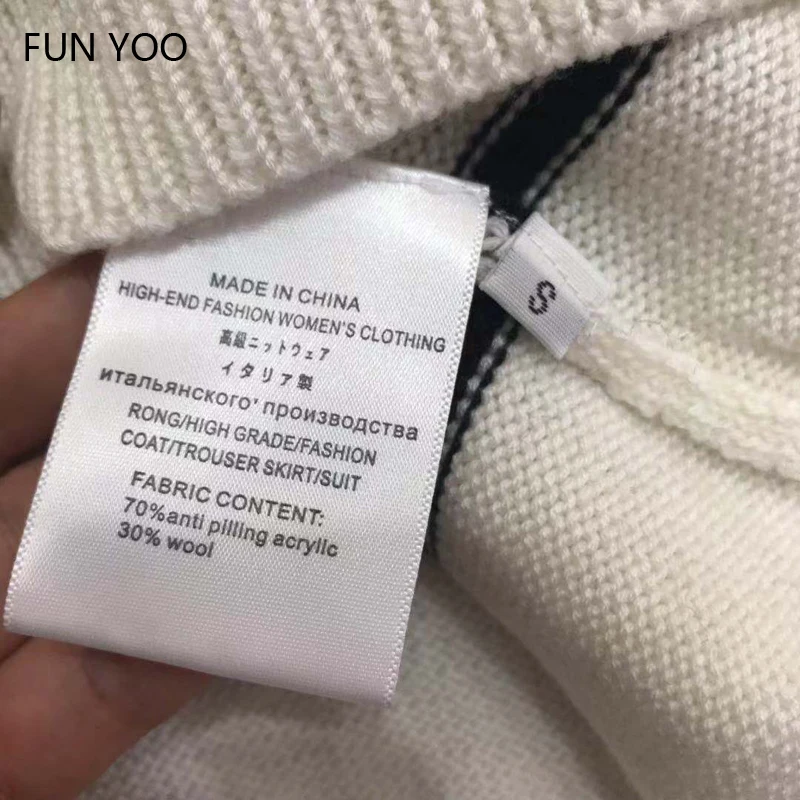 FUN YOO
MADE IN CHINA
HIGH-END FASHION WOMEN'S CLOTHING
高級ニットウェア
イタリア製
итальянского' производства
RONG/HIGH GRADE/FASHION
COAT/TROUSER SKIRT/SUIT
FABRIC CONTENT:
70%anti pilling acrylic
30% wool
S